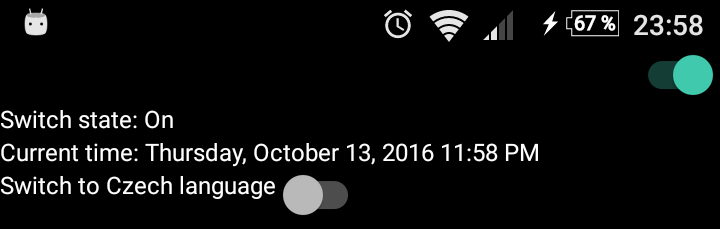 67 % 23:58
Switch state: On
Current time: Thursday, October 13, 2016 11:58 PM
Switch to Czech language